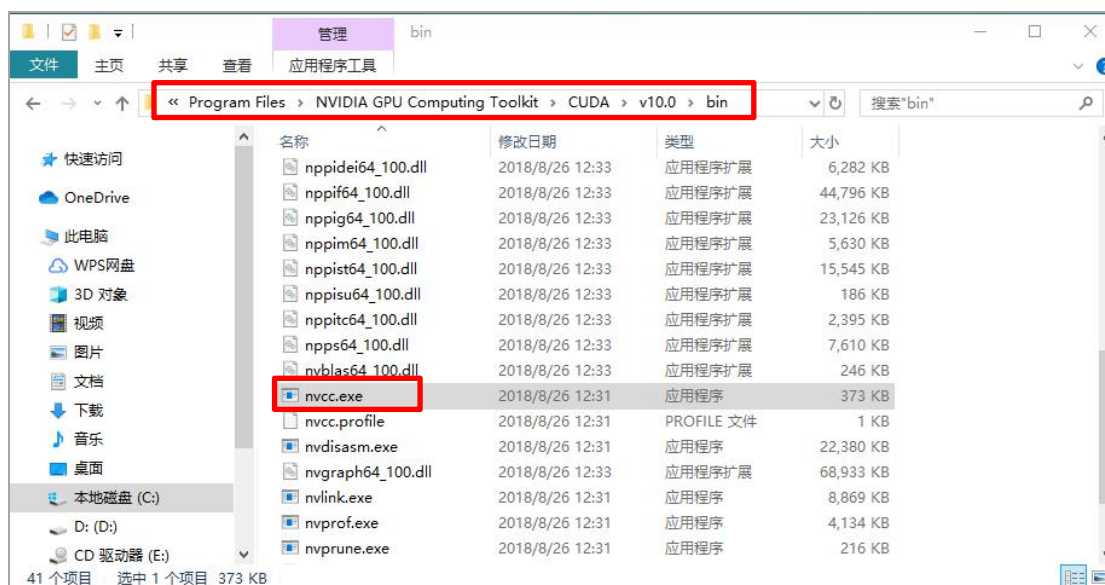 管理 bin
文件 主页 共享 查看 应用程序工具
« Program Files › NVIDIA GPU Computing Toolkit › CUDA › v10.0 › bin 搜索"bin"
名称 修改日期 类型 大小
快速访问
OneDrive
此电脑
WPS网盘
3D 对象
视频
图片
文档
下载
音乐
桌面
本地磁盘 (C:)
D: (D:)
CD 驱动器 (E:)
nppidei64_100.dll 2018/8/26 12:33 应用程序扩展 6,282 KB
nppif64_100.dll 2018/8/26 12:33 应用程序扩展 44,796 KB
nppig64_100.dll 2018/8/26 12:33 应用程序扩展 23,126 KB
nppim64_100.dll 2018/8/26 12:33 应用程序扩展 5,630 KB
nppist64_100.dll 2018/8/26 12:33 应用程序扩展 15,545 KB
nppisu64_100.dll 2018/8/26 12:33 应用程序扩展 186 KB
nppitc64_100.dll 2018/8/26 12:33 应用程序扩展 2,395 KB
npps64_100.dll 2018/8/26 12:33 应用程序扩展 7,610 KB
nvblas64_100.dll 2018/8/26 12:33 应用程序扩展 246 KB
nvcc.exe 2018/8/26 12:31 应用程序 373 KB
nvcc.profile 2018/8/26 12:31 PROFILE 文件 1 KB
nvdisasm.exe 2018/8/26 12:31 应用程序 22,380 KB
nvgraph64_100.dll 2018/8/26 12:33 应用程序扩展 68,933 KB
nvlink.exe 2018/8/26 12:31 应用程序 8,869 KB
nvprof.exe 2018/8/26 12:31 应用程序 4,134 KB
nvprune.exe 2018/8/26 12:31 应用程序 216 KB
41 个项目 选中 1 个项目 373 KB